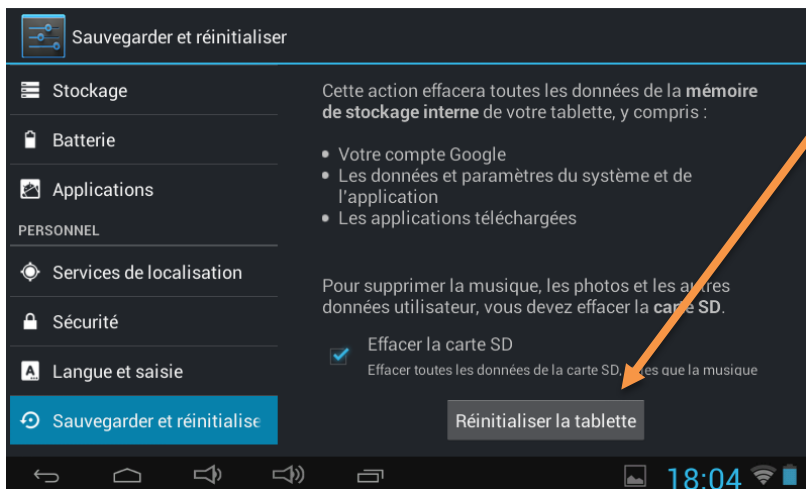 Sauvegarder et réinitialiser
Stockage
Batterie
Applications
PERSONNEL
Services de localisation
Sécurité
Langue et saisie
Sauvegarder et réinitialise
Cette action effacera toutes les données de la mémoire
de stockage interne de votre tablette, y compris :
• Votre compte Google
• Les données et paramètres du système et de
l'application
• Les applications téléchargées
Pour supprimer la musique, les photos et les autres
données utilisateur, vous devez effacer la carte SD.
Effacer la carte SD
Effacer toutes les données de la carte SD, telles que la musique
Réinitialiser la tablette
18:04